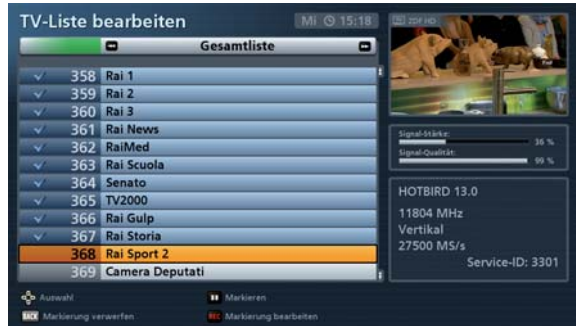 TV-Liste bearbeiten
Mi 15:18
ZDF HD
Gesamtliste
358 Rai 1
359 Rai 2
360 Rai 3
361 Rai News
362 RaiMed
363 Rai Scuola
364 Senato
365 TV2000
366 Rai Gulp
367 Rai Storia
368 Rai Sport 2
369 Camera Deputati
Signal-Stärke:
36 %
Signal-Qualität:
99 %
HOTBIRD 13.0
11804 MHz
Vertikal
27500 MS/s
Service-ID: 3301
Auswahl
Markieren
BACK Markierung verwerfen
REC Markierung bearbeiten